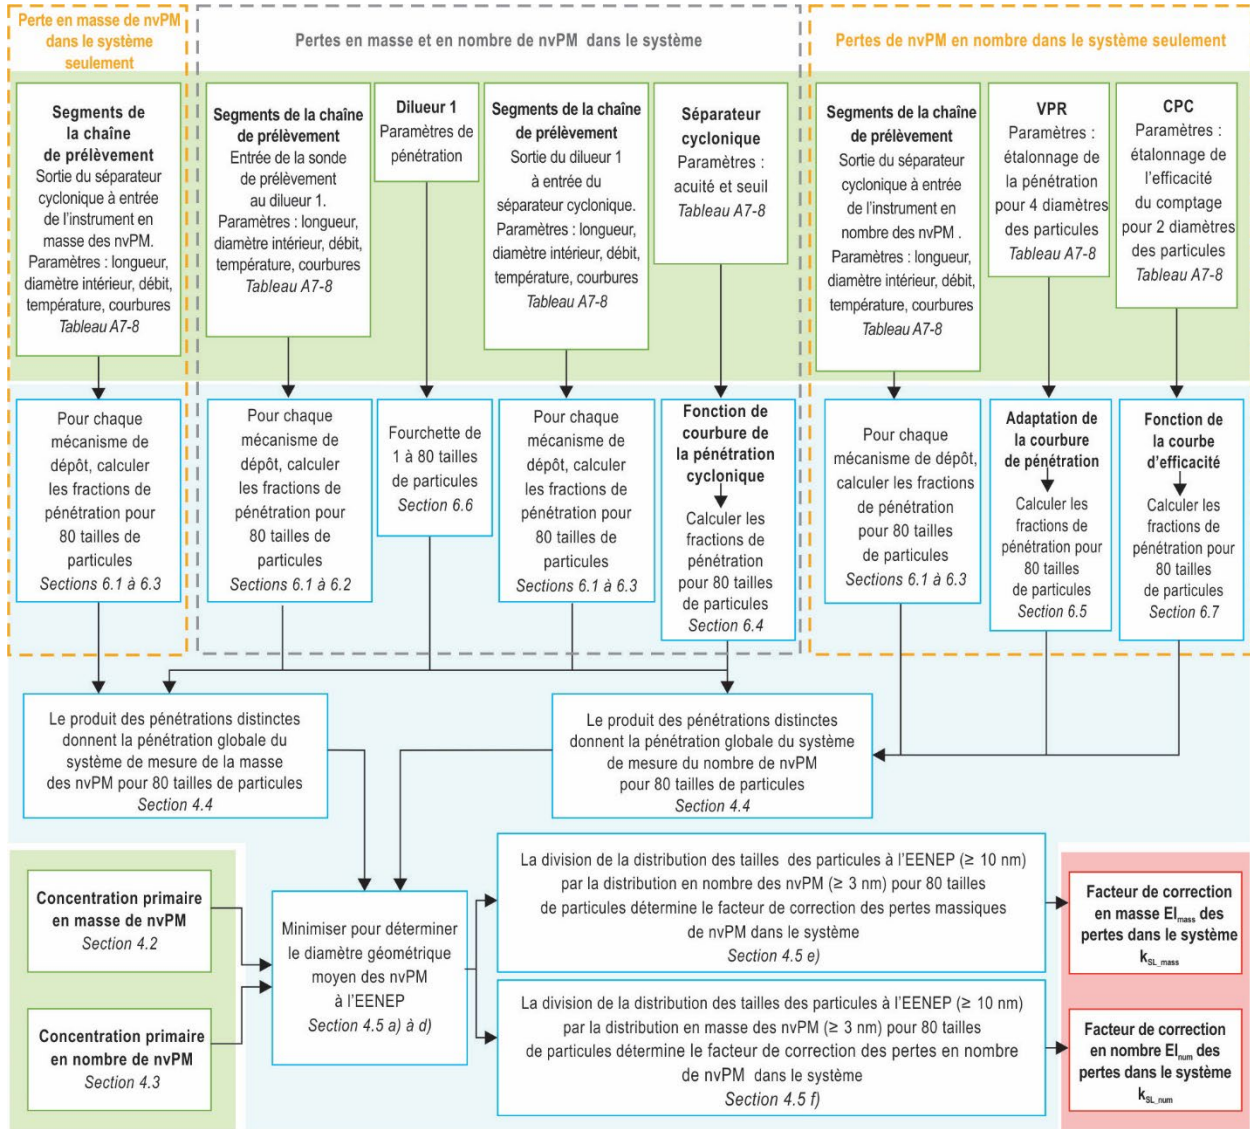 Perte en masse de nvPM
dans le système
seulement
Pertes en masse et en nombre de nvPM dans le système
Pertes de nvPM en nombre dans le système seulement
Segments de
la chaîne
de prélèvement
Sortie du séparateur
cyclonique à entrée
de l'instrument en
masse des nvPM.
Paramètres : longueur,
diamètre intérieur, débit,
température, courbures
Tableau A7-8
Segments de la chaîne
de prélèvement
Entrée de la sonde
de prélèvement
au dilueur 1.
Paramètres : longueur,
diamètre intérieur, débit,
température, courbures
Tableau A7-8
Dilueur 1
Paramètres de
pénétration
Segments de la chaîne
de prélèvement
Sortie du dilueur 1
à entrée du
séparateur cyclonique.
Paramètres : longueur,
diamètre intérieur, débit,
température, courbures
Tableau A7-8
Séparateur
cyclonique
Paramètres :
acuité et seuil
Tableau A7-8
Segments de la chaîne
de prélèvement
Sortie du séparateur
cyclonique à entrée
de l'instrument en
nombre des nvPM .
Paramètres : longueur,
diamètre intérieur, débit,
température, courbures
Tableau A7-8
VPR
Paramètres :
étalonnage de
la pénétration
pour 4 diamètres
des particules
Tableau A7-8
CPC
Paramètres :
étalonnage de
l'efficacité
du comptage
pour 2 diamètres
des particules
Tableau A7-8
Pour chaque
mécanisme de
dépôt, calculer
les fractions de
pénétration pour
80 tailles de
particules
Sections 6.1 à 6.3
Pour chaque
mécanisme de
dépôt, calculer
les fractions de
pénétration pour
80 tailles de
particules
Sections 6.1 à 6.2
Fourchette de
1 à 80 tailles
de particules
Section 6.6
Pour chaque
mécanisme de
dépôt, calculer
les fractions de
pénétration pour
80 tailles de
particules
Sections 6.1 à 6.3
Fonction de
courbure de
la pénétration
cyclonique
Calculer les
fractions de
pénétration
pour 80 tailles
de particules
Section 6.4
Pour chaque
mécanisme de dépôt,
calculer les fractions
de pénétration
pour 80 tailles
de particules
Sections 6.1 à 6.3
Adaptation de
la courbure
de pénétration
Calculer les
fractions de
pénétration pour
80 tailles
de particules
Section 6.5
Fonction de
la courbe
d'efficacité
Calculer les
fractions de
pénétration pour
80 tailles
de particules
Section 6.7
Le produit des pénétrations distinctes
donnent la pénétration globale du
système de mesure de la masse
des nvPM pour 80 tailles de particules
Section 4.4
Le produit des pénétrations distinctes
donnent la pénétration globale du système
de mesure du nombre de nvPM
pour 80 tailles de particules
Section 4.4
Concentration primaire
en masse de nvPM
Section 4.2
Concentration primaire
en nombre de nvPM
Section 4.3
Minimiser pour déterminer
le diamètre géométrique
moyen des nvPM
à l'EENEP
Section 4.5 a) à d)
La division de la distribution des tailles des particules à l'EENEP (≥ 10 nm)
par la distribution en nombre des nvPM (≥ 3 nm) pour 80 tailles
de particules détermine le facteur de correction des pertes massiques
de nvPM dans le système
Section 4.5 e)
La division de la distribution des tailles des particules à l'EENEP (≥ 10 nm)
par la distribution en masse des nvPM (≥ 3 nm) pour 80 tailles
de particules détermine le facteur de correction des pertes en nombre
de nvPM dans le système
Section 4.5 f)
Facteur de correction
en masse EI_mass des
pertes dans le système
k_SL_mass
Facteur de correction
en nombre EI_num des
pertes dans le système
k_SL_num